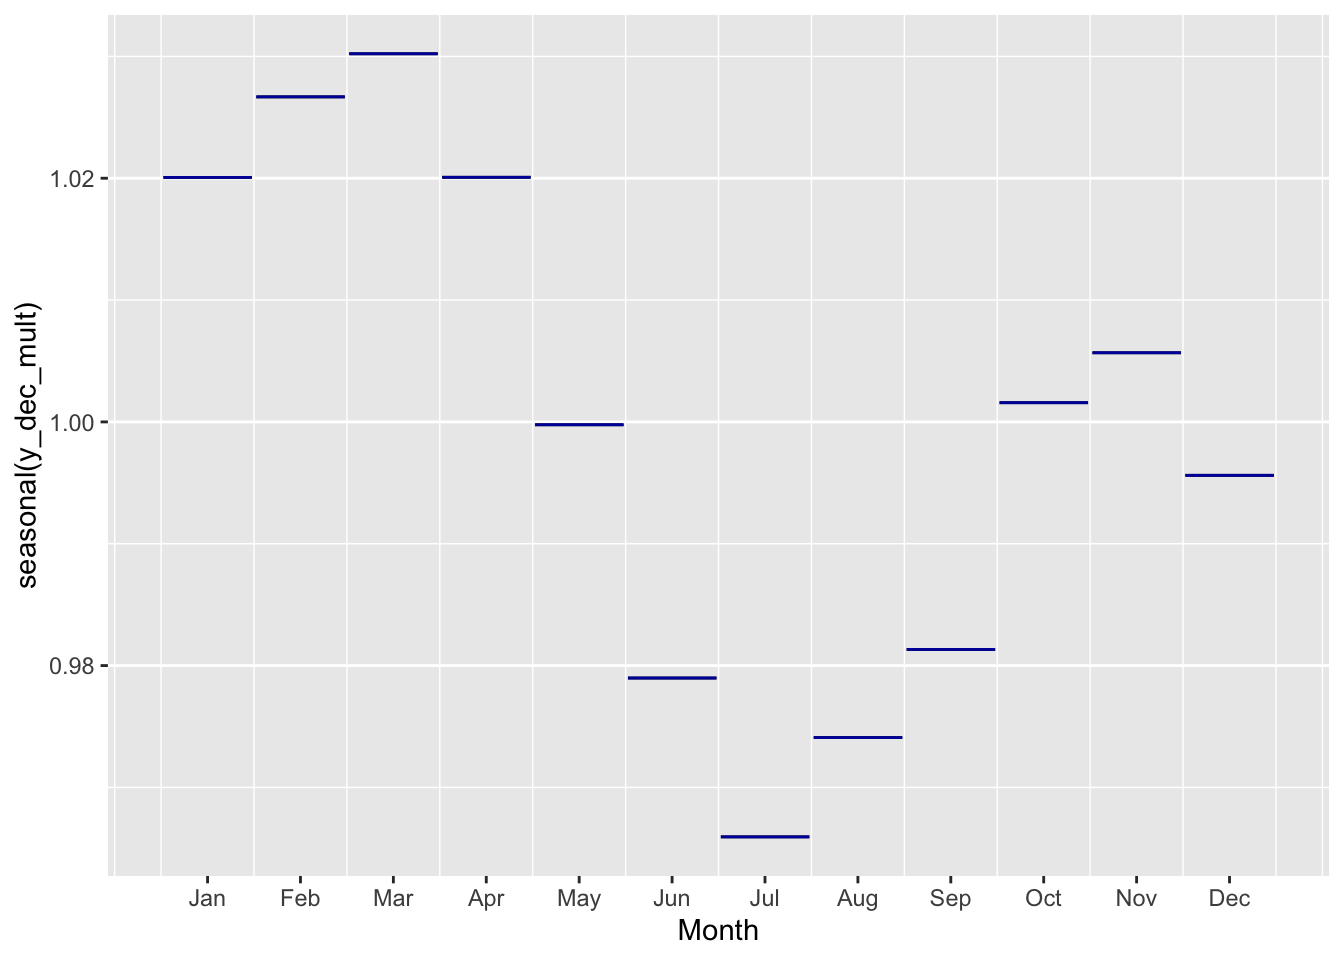 seasonal(y_dec_mult)
1.02
1.00
0.98
Jan Feb Mar Apr May Jun Jul Aug Sep Oct Nov Dec
Month